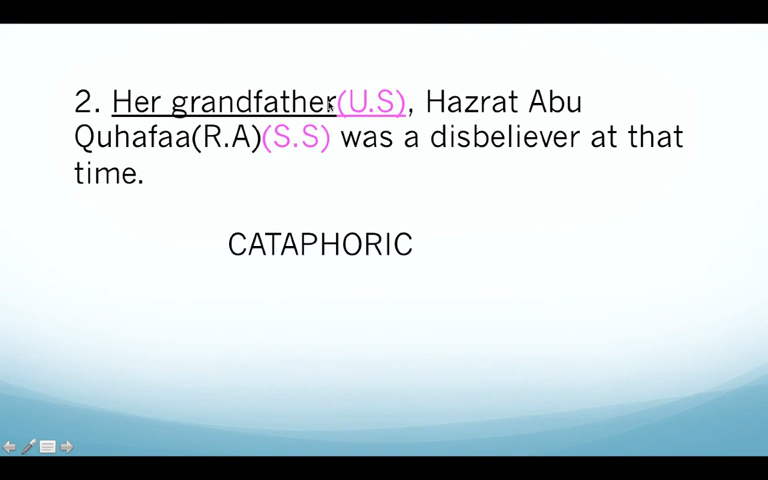 2. Her grandfather(U.S), Hazrat Abu
Quhafaa(R.A)(S.S) was a disbeliever at that
time.
CATAPHORIC